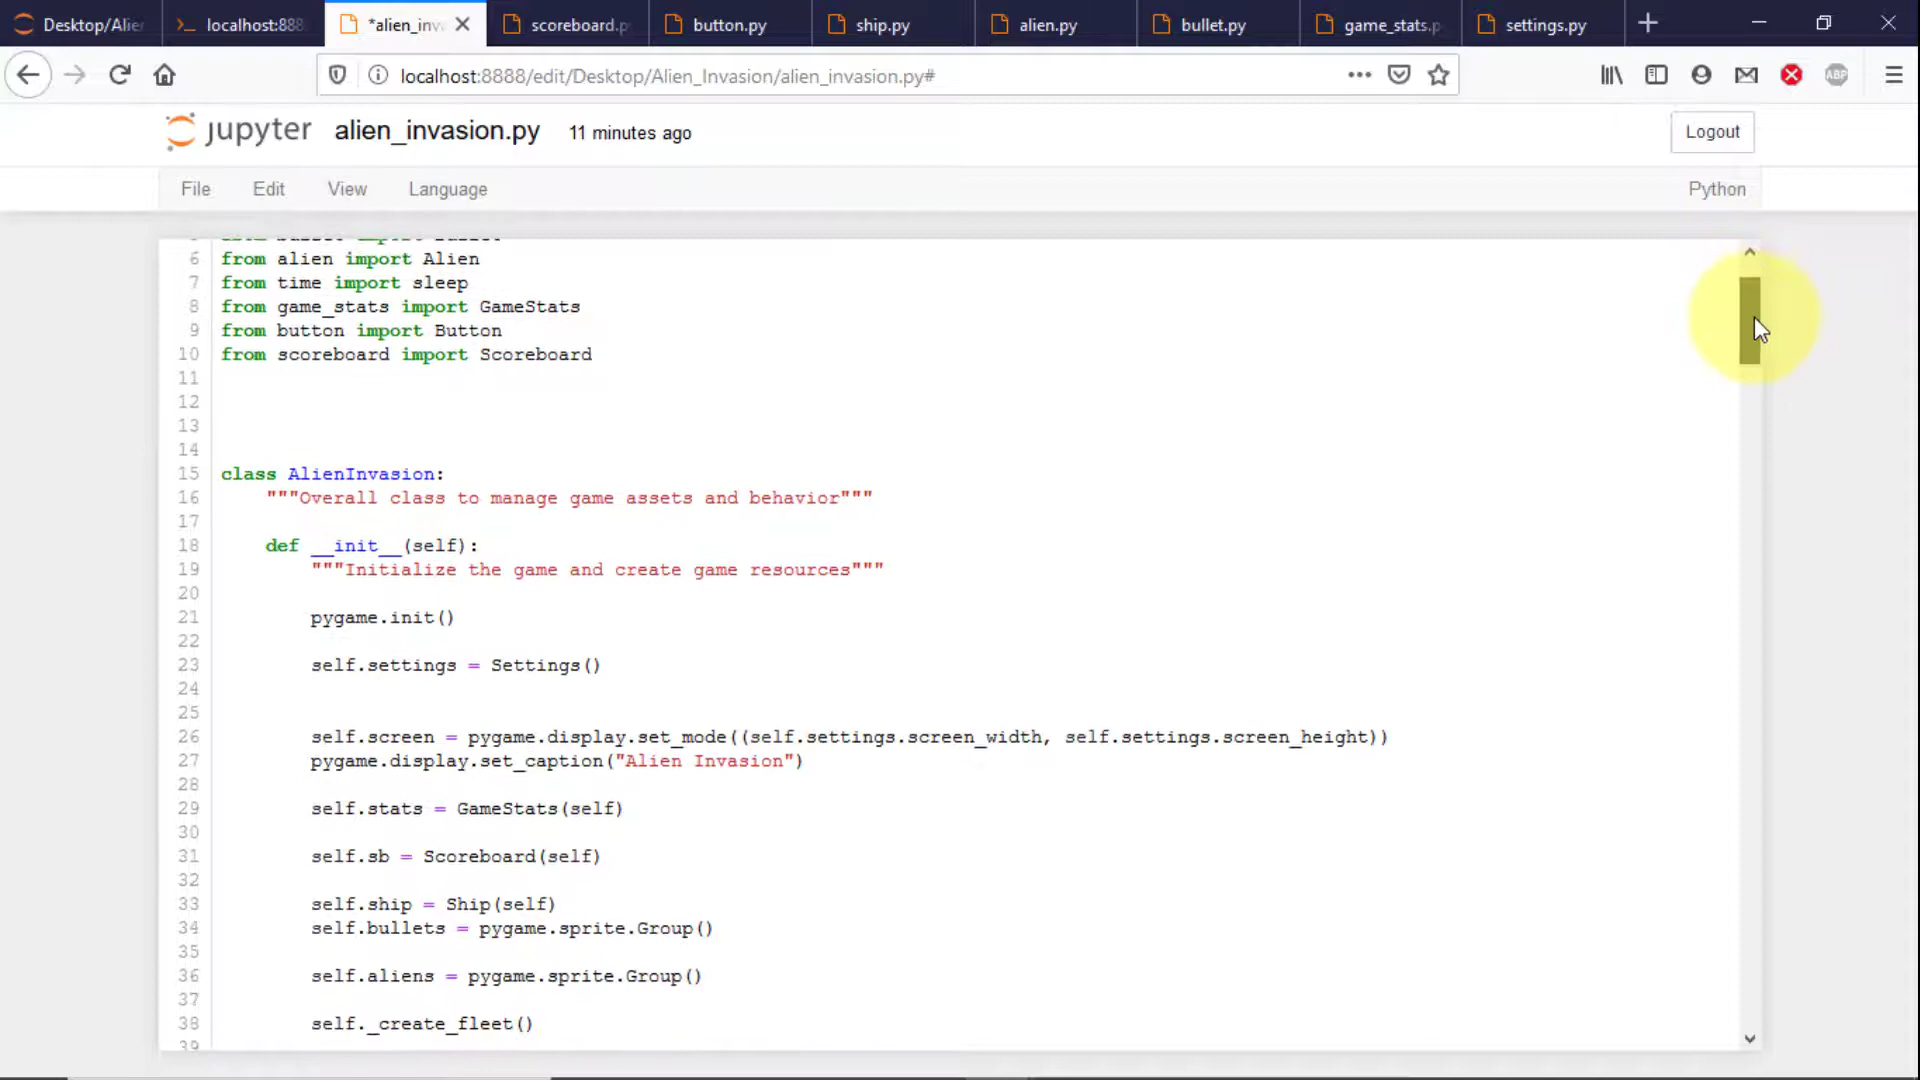 Desktop/Alie
localhost:888
*alien_inva
scoreboard.p
button.py
ship.py
alien.py
bullet.py
game_stats.p
settings.py
localhost:8888/edit/Desktop/Alien_Invasion/alien_invasion.py#
ABP
jupyter alien_invasion.py 11 minutes ago
Logout
File Edit View Language
Python
6 from alien import Alien
7 from time import sleep
8 from game_stats import GameStats
9 from button import Button
10 from scoreboard import Scoreboard
11
12
13
14
15 class AlienInvasion:
16 """Overall class to manage game assets and behavior"""
17
18 def __init__(self):
19 """Initialize the game and create game resources"""
20
21 pygame.init()
22
23 self.settings = Settings()
24
25
26 self.screen = pygame.display.set_mode((self.settings.screen_width, self.settings.screen_height))
27 pygame.display.set_caption("Alien Invasion")
28
29 self.stats = GameStats(self)
30
31 self.sb = Scoreboard(self)
32
33 self.ship = Ship(self)
34 self.bullets = pygame.sprite.Group()
35
36 self.aliens = pygame.sprite.Group()
37
38 self._create_fleet()
39